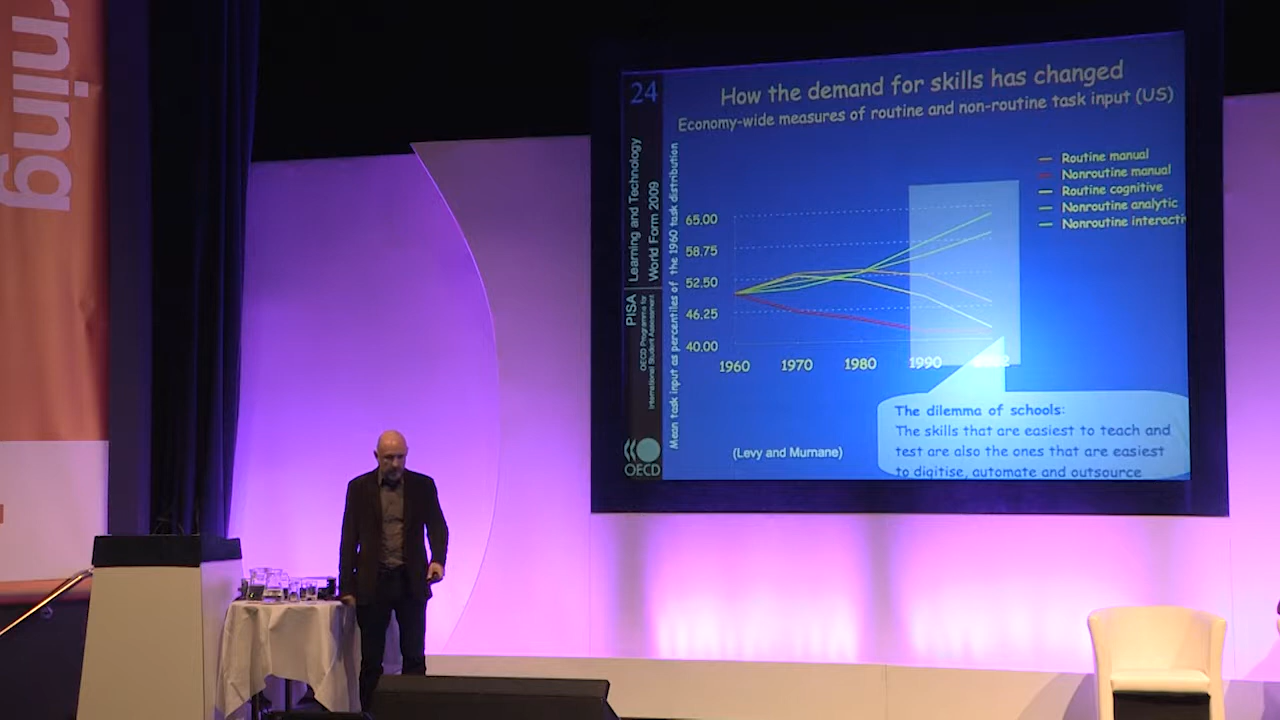 rning
24
How the demand for skills has changed
Economy-wide measures of routine and non-routine task input (US)
Learning and Technology
World Form 2009
PISA
OECD Programme for
International Student Assessment
OECD
Mean task input as percentiles of the 1960 task distribution
Routine manual
Nonroutine manual
Routine cognitive
Nonroutine analytic
Nonroutine interacti
65.00
58.75
52.50
46.25
40.00
1960 1970 1980 1990
The dilemma of schools:
The skills that are easiest to teach and
test are also the ones that are easiest
to digitise, automate and outsource
(Levy and Murnane)